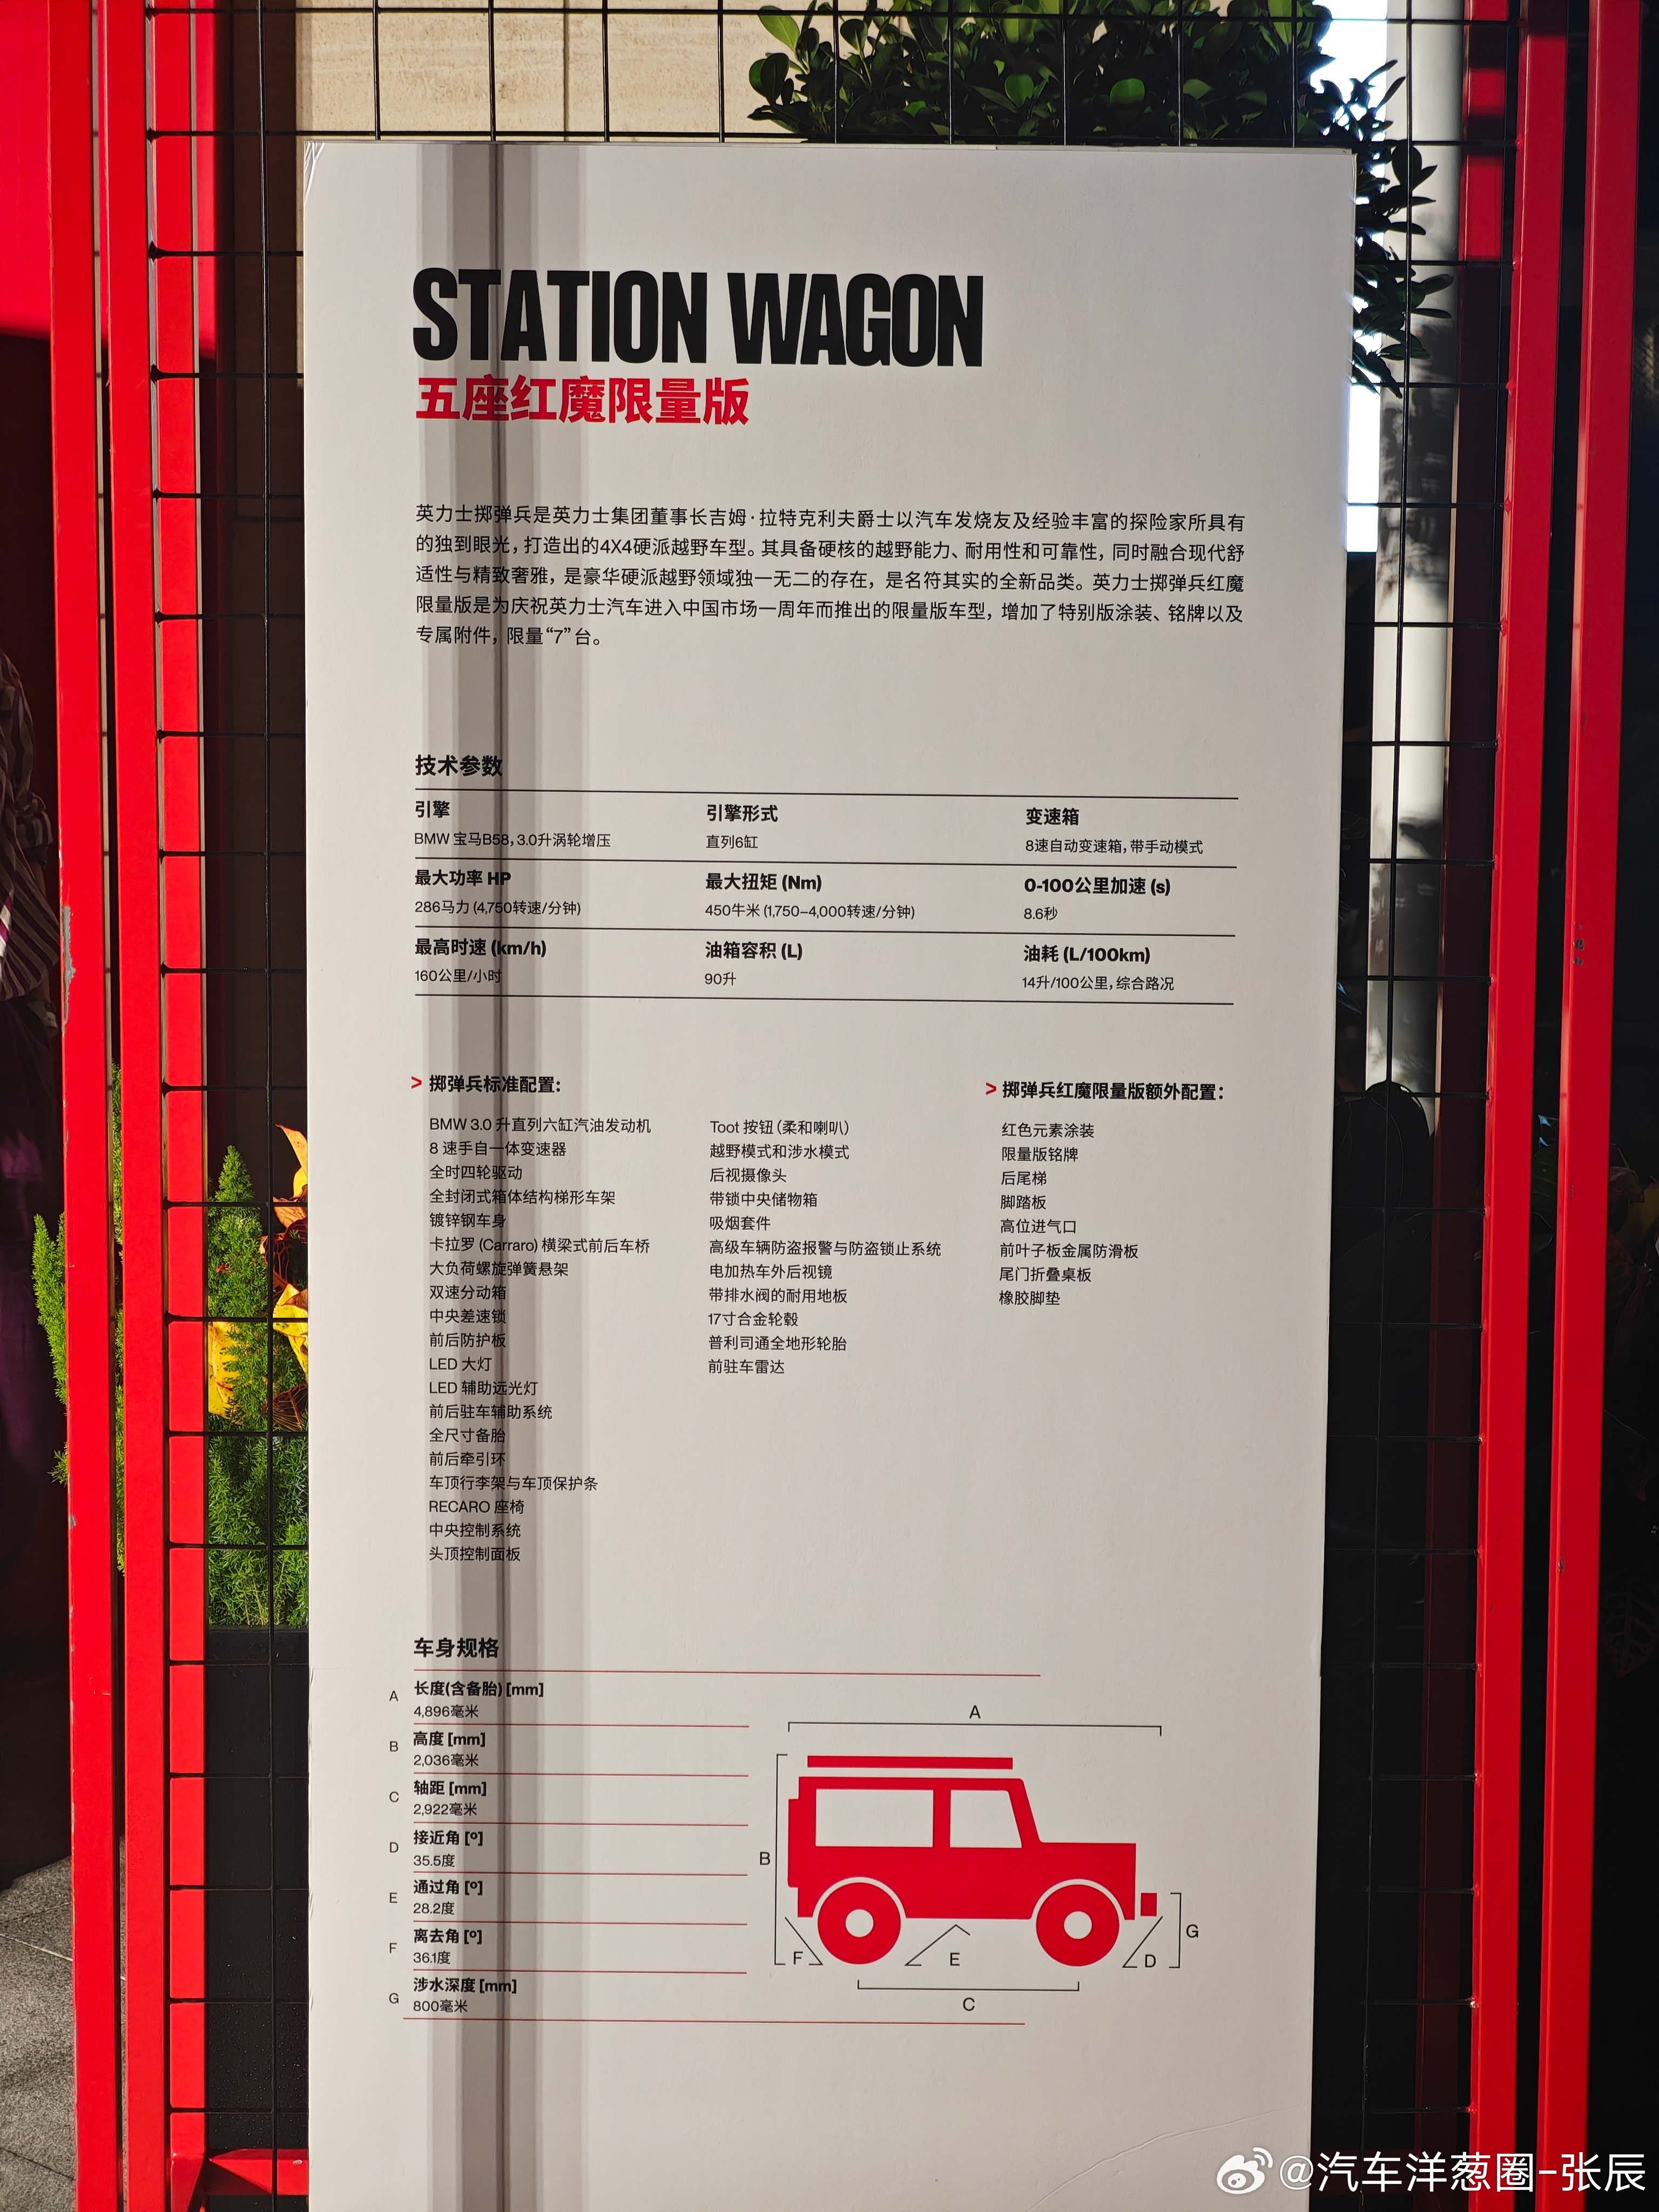 STATION WAGON
五座红魔限量版
英力士掷弹兵是英力士集团董事长吉姆·拉特克利夫爵士以汽车发烧友及经验丰富的探险家所具有
的独到眼光，打造出的4X4硬派越野车型。其具备硬核的越野能力、耐用性和可靠性，同时融合现代舒
适性与精致奢雅，是豪华硬派越野领域独一无二的存在，是名符其实的全新品类。英力士掷弹兵红魔
限量版是为庆祝英力士汽车进入中国市场一周年而推出的限量版车型，增加了特别版涂装、铭牌以及
专属附件，限量“7”台。
技术参数
引擎 引擎形式 变速箱
BMW 宝马B58，3.0升涡轮增压 直列6缸 8速自动变速箱，带手动模式
最大功率 HP 最大扭矩 (Nm) 0-100公里加速 (s)
286马力 (4,750转速/分钟) 450牛米 (1,750–4,000转速/分钟) 8.6秒
最高时速 (km/h) 油箱容积 (L) 油耗 (L/100km)
160公里/小时 90升 14升/100公里，综合路况
> 掷弹兵标准配置：
BMW 3.0 升直列六缸汽油发动机
8 速手自一体变速器
全时四轮驱动
全封闭式箱体结构梯形车架
镀锌钢车身
卡拉罗 (Carraro) 横梁式前后车桥
大负荷螺旋弹簧悬架
双速分动箱
中央差速锁
前后防护板
LED 大灯
LED 辅助远光灯
前后驻车辅助系统
全尺寸备胎
前后牵引环
车顶行李架与车顶保护条
RECARO 座椅
中央控制系统
头顶控制面板
Toot 按钮（柔和喇叭）
越野模式和涉水模式
后视摄像头
带锁中央储物箱
吸烟套件
高级车辆防盗报警与防盗锁止系统
电加热车外后视镜
带排水阀的耐用地板
17寸合金轮毂
普利司通全地形轮胎
前驻车雷达
> 掷弹兵红魔限量版额外配置：
红色元素涂装
限量版铭牌
后尾梯
脚踏板
高位进气口
前叶子板金属防滑板
尾门折叠桌板
橡胶脚垫
车身规格
A 长度(含备胎) [mm]
4,896毫米
B 高度 [mm]
2,036毫米
C 轴距 [mm]
2,922毫米
D 接近角 [º]
35.5度
E 通过角 [º]
28.2度
F 离去角 [º]
36.1度
G 涉水深度 [mm]
800毫米
A
B
G
F E D
C
@汽车洋葱圈-张辰